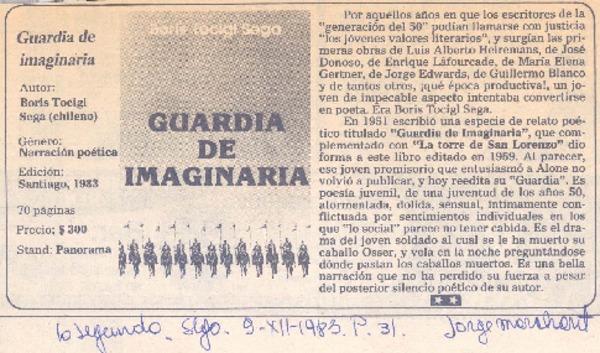 Guardia de
imaginaria
Autor:
Boris Tocigl
Sega (chileno)
Género:
Narración poética
Edición:
Santiago, 1983
70 páginas
Precio: $ 300
Stand: Panorama
Boris Tocigl Sega
GUARDIA
DE
IMAGINARIA
Por aquellos años en que los escritores de la
"generación del 50" podían llamarse con justicia
"los jóvenes valores literarios", y surgían las pri-
meras obras de Luis Alberto Heiremans, de José
Donoso, de Enrique Lafourcade, de María Elena
Gertner, de Jorge Edwards, de Guillermo Blanco
y de tantos otros, ¡qué época productiva!, un jo-
ven de impecable aspecto intentaba convertirse
en poeta. Era Boris Tocigl Sega.
En 1951 escribió una especie de relato poé-
tico titulado "Guardia de Imaginaria", que com-
plementado con "La torre de San Lorenzo" dio
forma a este libro editado en 1959. Al parecer,
ese joven promisorio que entusiasmó a Alone no
volvió a publicar, y hoy reedita su "Guardia". Es
poesía juvenil, de una juventud de los años 50,
atormentada, dolida, sensual, íntimamente con-
flictuada por sentimientos individuales en los
que "lo social" parece no tener cabida. Es el dra-
ma del joven soldado al cual se le ha muerto su
caballo Osser, y vela en la noche preguntándose
dónde pastan los caballos muertos. Es una bella
narración que no ha perdido su fuerza a pesar
del posterior silencio poético de su autor.
la segunda. Stgo. 9-XII-1983. P. 31. Jorge Marchant